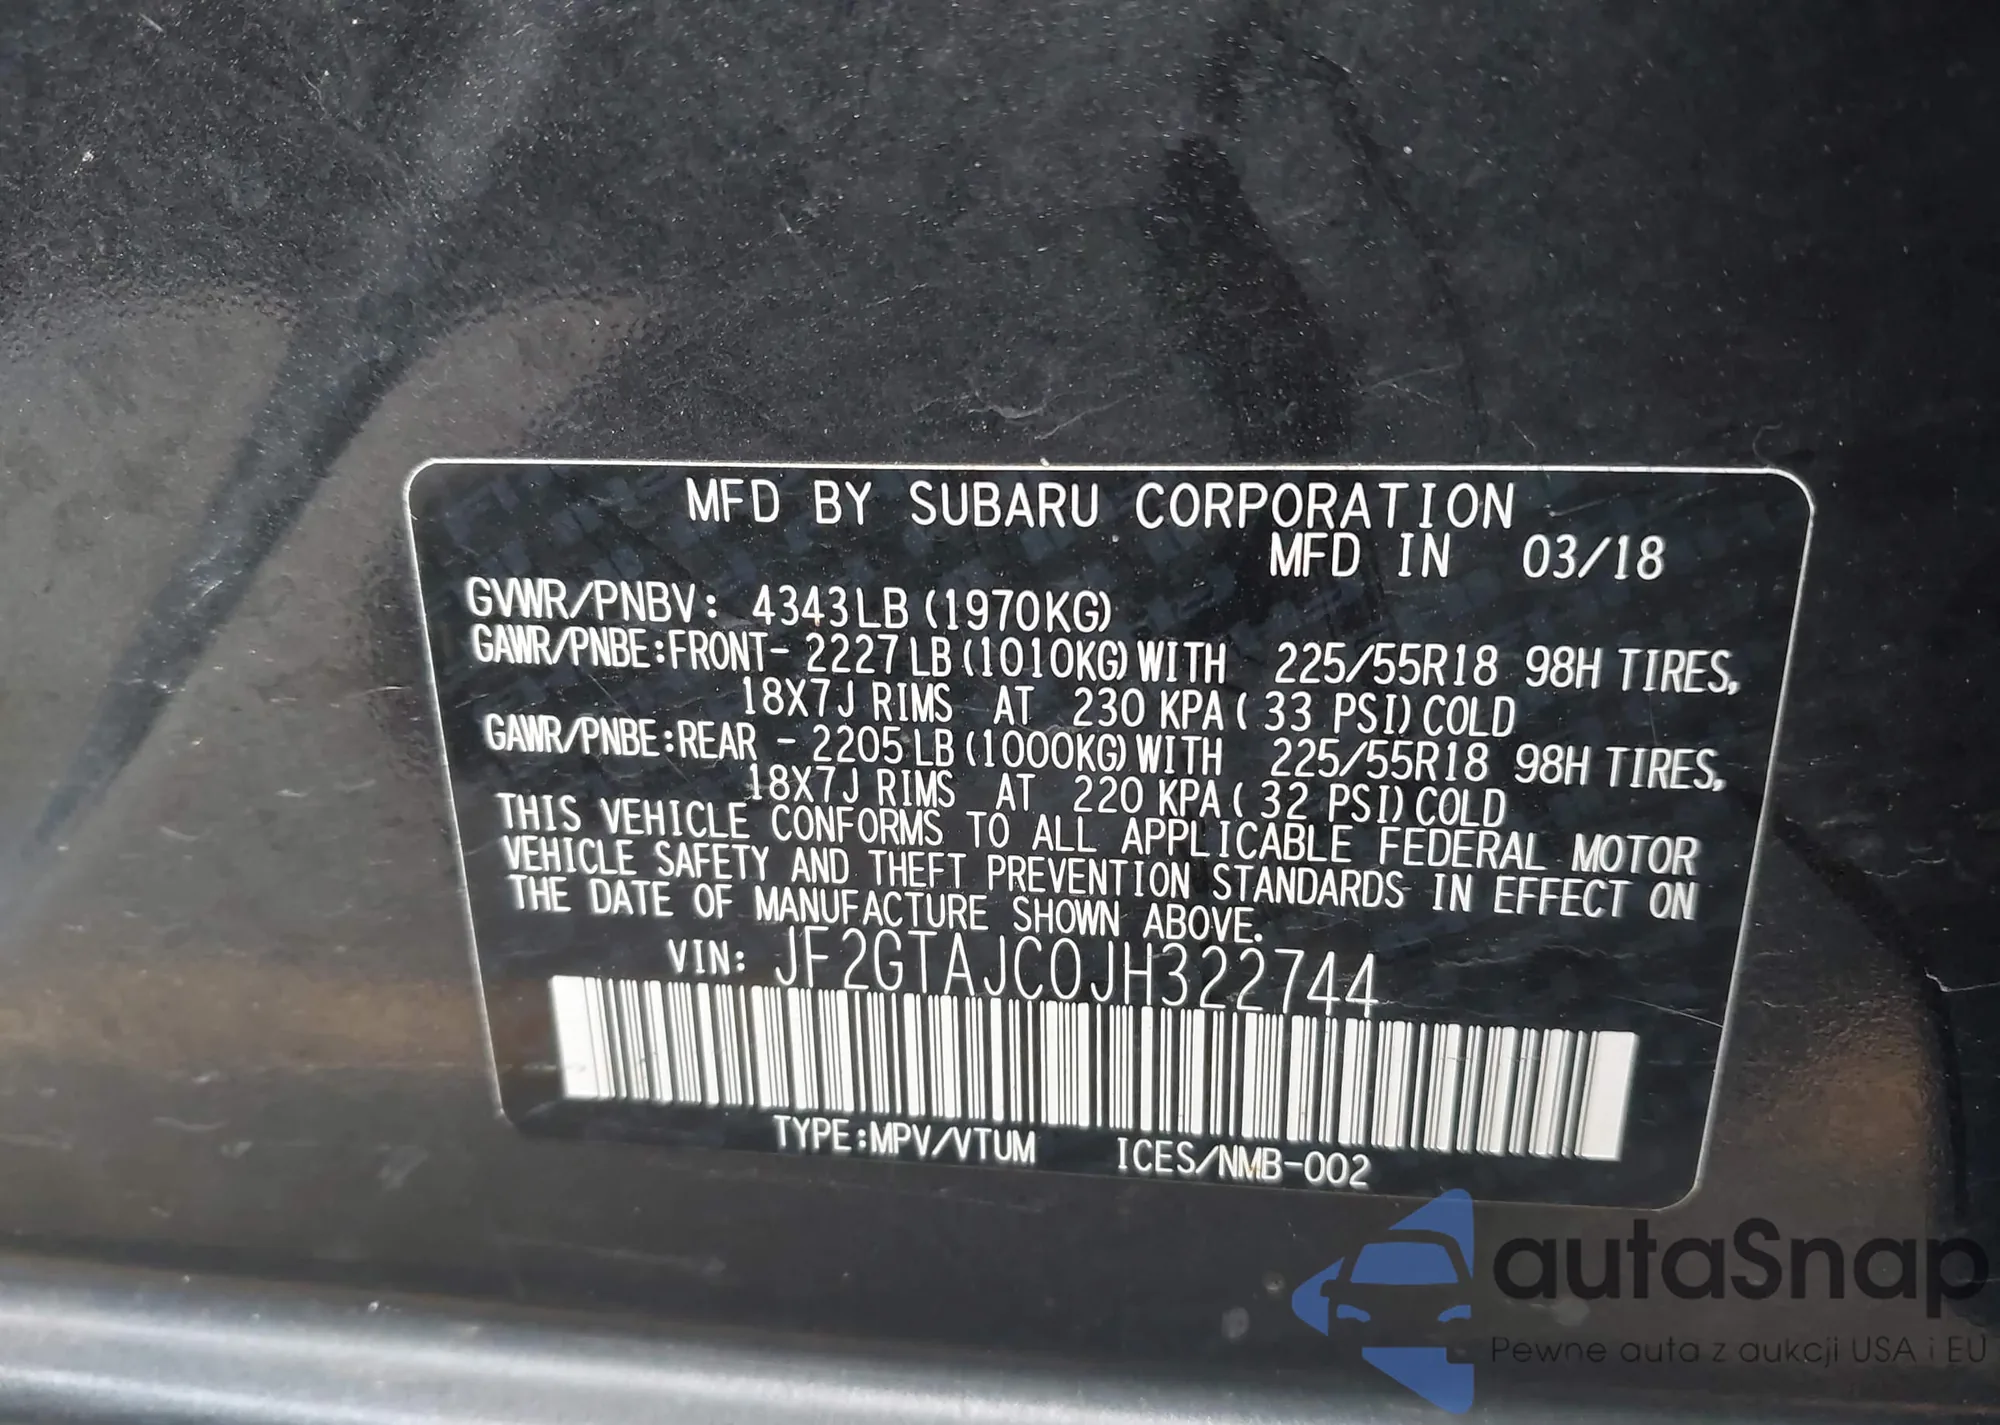 MFD BY SUBARU CORPORATION
MFD IN 03/18
GVWR/PNBV: 4343LB(1970KG)
GAWR/PNBE:FRONT- 2227LB(1010KG)WITH 225/55R18 98H TIRES,
18X7J RIMS AT 230 KPA( 33 PSI)COLD
GAWR/PNBE:REAR - 2205LB(1000KG)WITH 225/55R18 98H TIRES,
18X7J RIMS AT 220 KPA( 32 PSI)COLD
THIS VEHICLE CONFORMS TO ALL APPLICABLE FEDERAL MOTOR
VEHICLE SAFETY AND THEFT PREVENTION STANDARDS IN EFFECT ON
THE DATE OF MANUFACTURE SHOWN ABOVE.
VIN: JF2GTAJC0JH322744
TYPE:MPV/VTUM ICES/NMB-002
autaSnap
Pewne auta z aukcji USA i EU